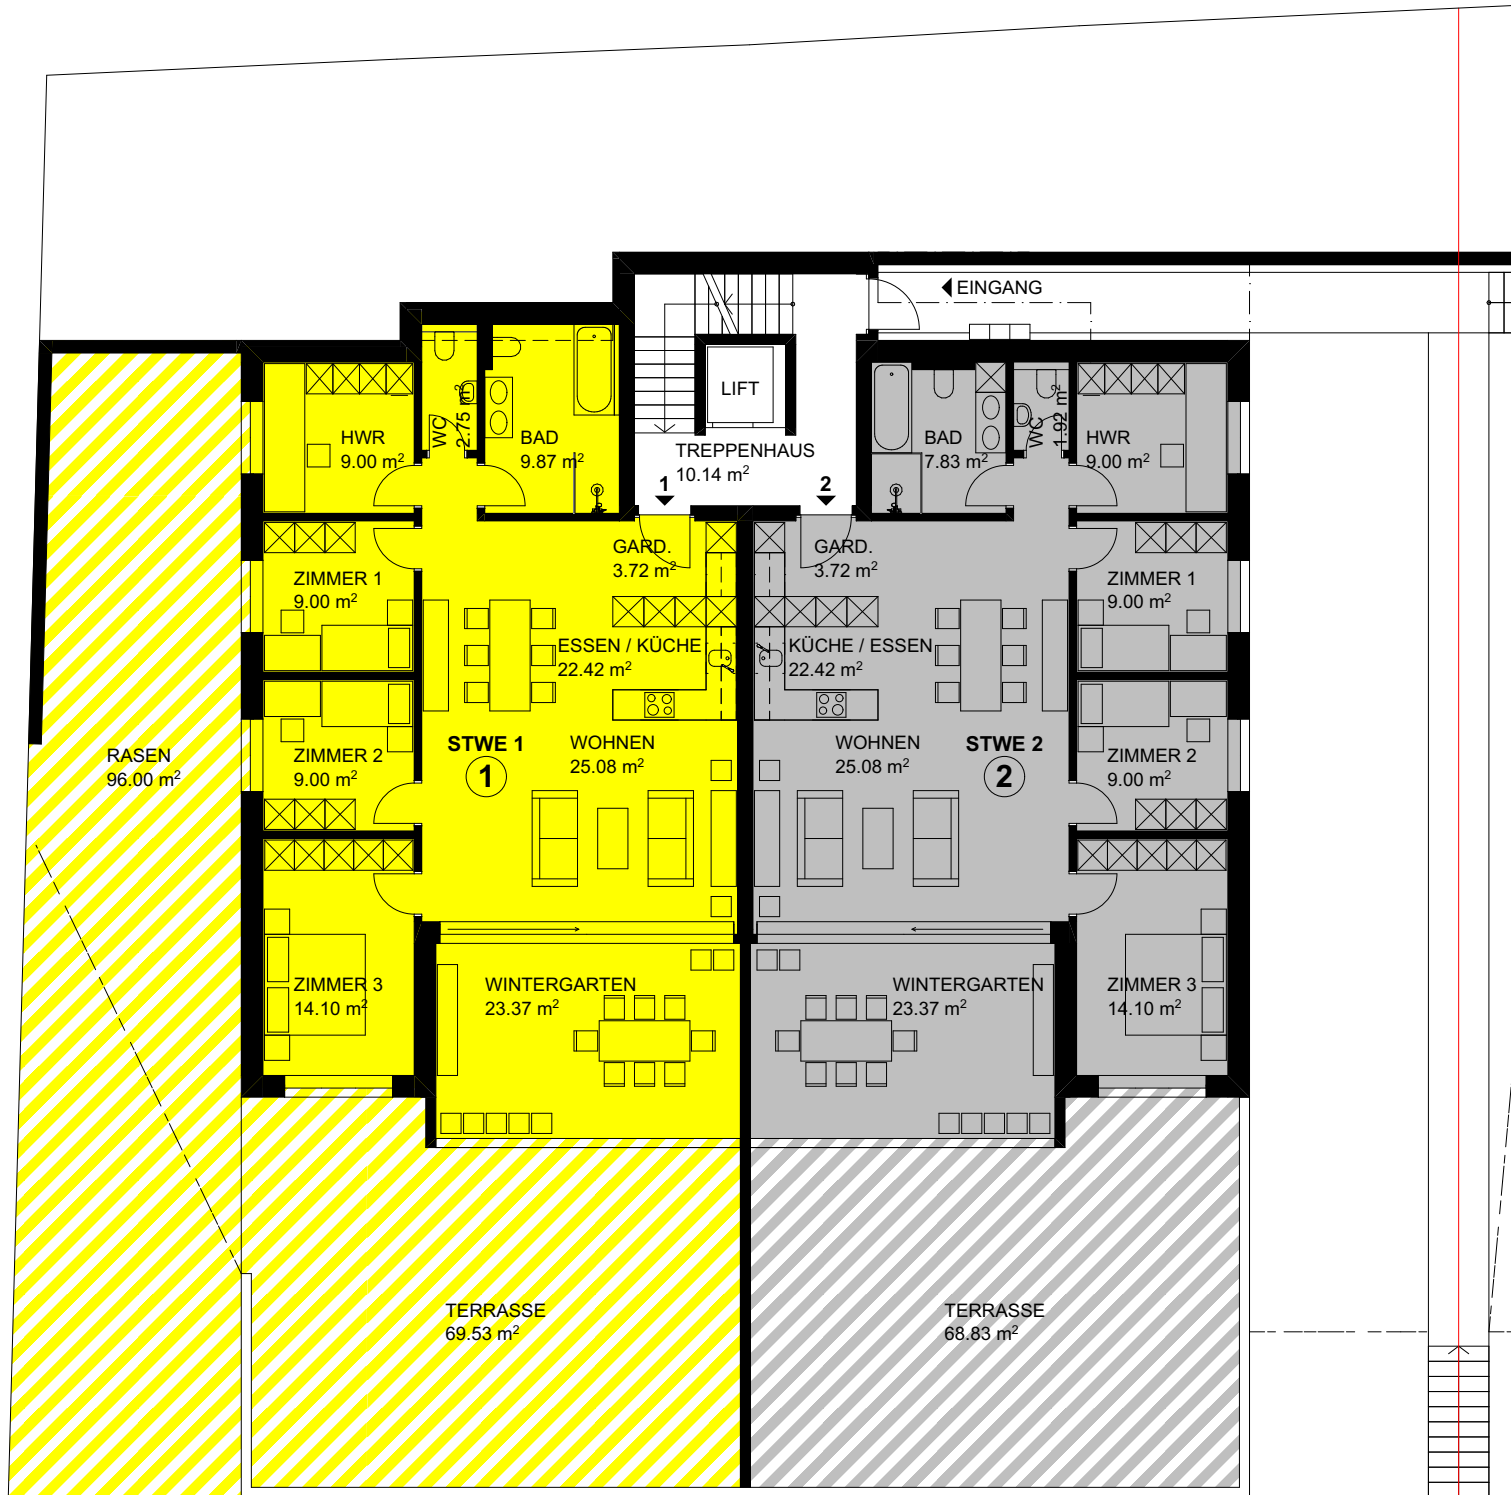 EINGANG
LIFT
TREPPENHAUS
10.14 m²
1
2
HWR
9.00 m²
WC
2.75 m²
BAD
9.87 m²
BAD
7.83 m²
WC
1.92 m²
HWR
9.00 m²
GARD.
3.72 m²
GARD.
3.72 m²
ZIMMER 1
9.00 m²
ZIMMER 1
9.00 m²
ESSEN / KÜCHE
22.42 m²
KÜCHE / ESSEN
22.42 m²
RASEN
96.00 m²
ZIMMER 2
9.00 m²
STWE 1
1
WOHNEN
25.08 m²
WOHNEN
25.08 m²
STWE 2
2
ZIMMER 2
9.00 m²
ZIMMER 3
14.10 m²
WINTERGARTEN
23.37 m²
WINTERGARTEN
23.37 m²
ZIMMER 3
14.10 m²
TERRASSE
69.53 m²
TERRASSE
68.83 m²